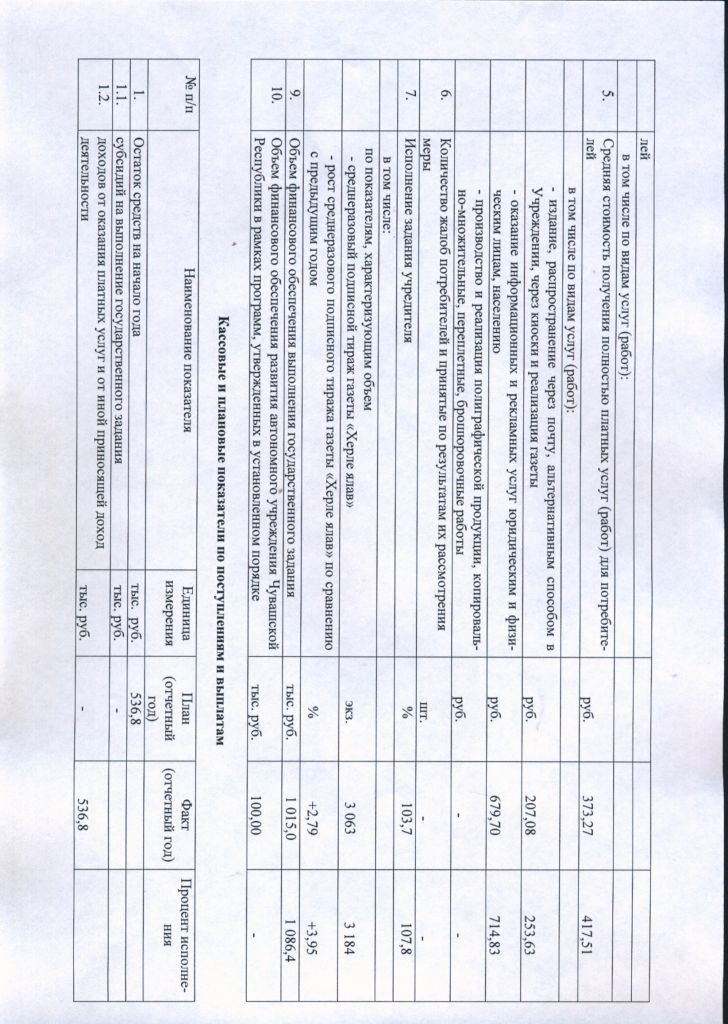 лей
в том числе по видам услуг (работ):
5. Средняя стоимость получения полностью платных услуг (работ) для потребите-
лей руб. 373,27 417,51
в том числе по видам услуг (работ):
- издание, распространение через почту, альтернативным способом в
Учреждении, через киоски и реализация газеты руб. 207,08 253,63
- оказание информационных и рекламных услуг юридическим и физи-
ческим лицам, населению руб. 679,70 714,83
- производство и реализация полиграфической продукции, копироваль-
но-множительные, переплетные, брошюровочные работы руб. - -
6. Количество жалоб потребителей и принятые по результатам их рассмотрения
меры шт. - -
7. Исполнение задания учредителя % 103,7 107,8
в том числе:
по показателям, характеризующим объем
- среднеразовый подписной тираж газеты «Херле ялав» экз. 3 063 3 184
- рост среднеразового подписного тиража газеты «Херле ялав» по сравнению
с предыдущим годом % +2,79 +3,95
9. Объем финансового обеспечения выполнения государственного задания тыс. руб. 1 015,0 1 086,4
10. Объем финансового обеспечения развития автономного учреждения Чувашской
Республики в рамках программ, утвержденных в установленном порядке тыс. руб. 100,00 -
Кассовые и плановые показатели по поступлениям и выплатам
№ п/п Наименование показателя Единица План Факт Процент исполне-
измерения (отчетный (отчетный год) ния
год)
1. Остаток средств на начало года тыс. руб. 536,8
1.1. субсидий на выполнение государственного задания тыс. руб. -
1.2. доходов от оказания платных услуг и от иной приносящей доход
деятельности тыс. руб. - 536,8